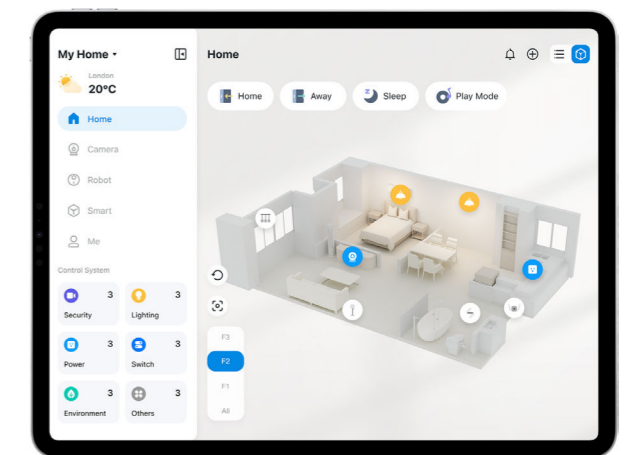 My Home
London
20°C
Home
Camera
Robot
Smart
Me
Control System
3
Security
3
Lighting
3
Power
3
Switch
3
Environment
3
Others
Home
Home
Away
Sleep
Play Mode
F3
F2
F1
All